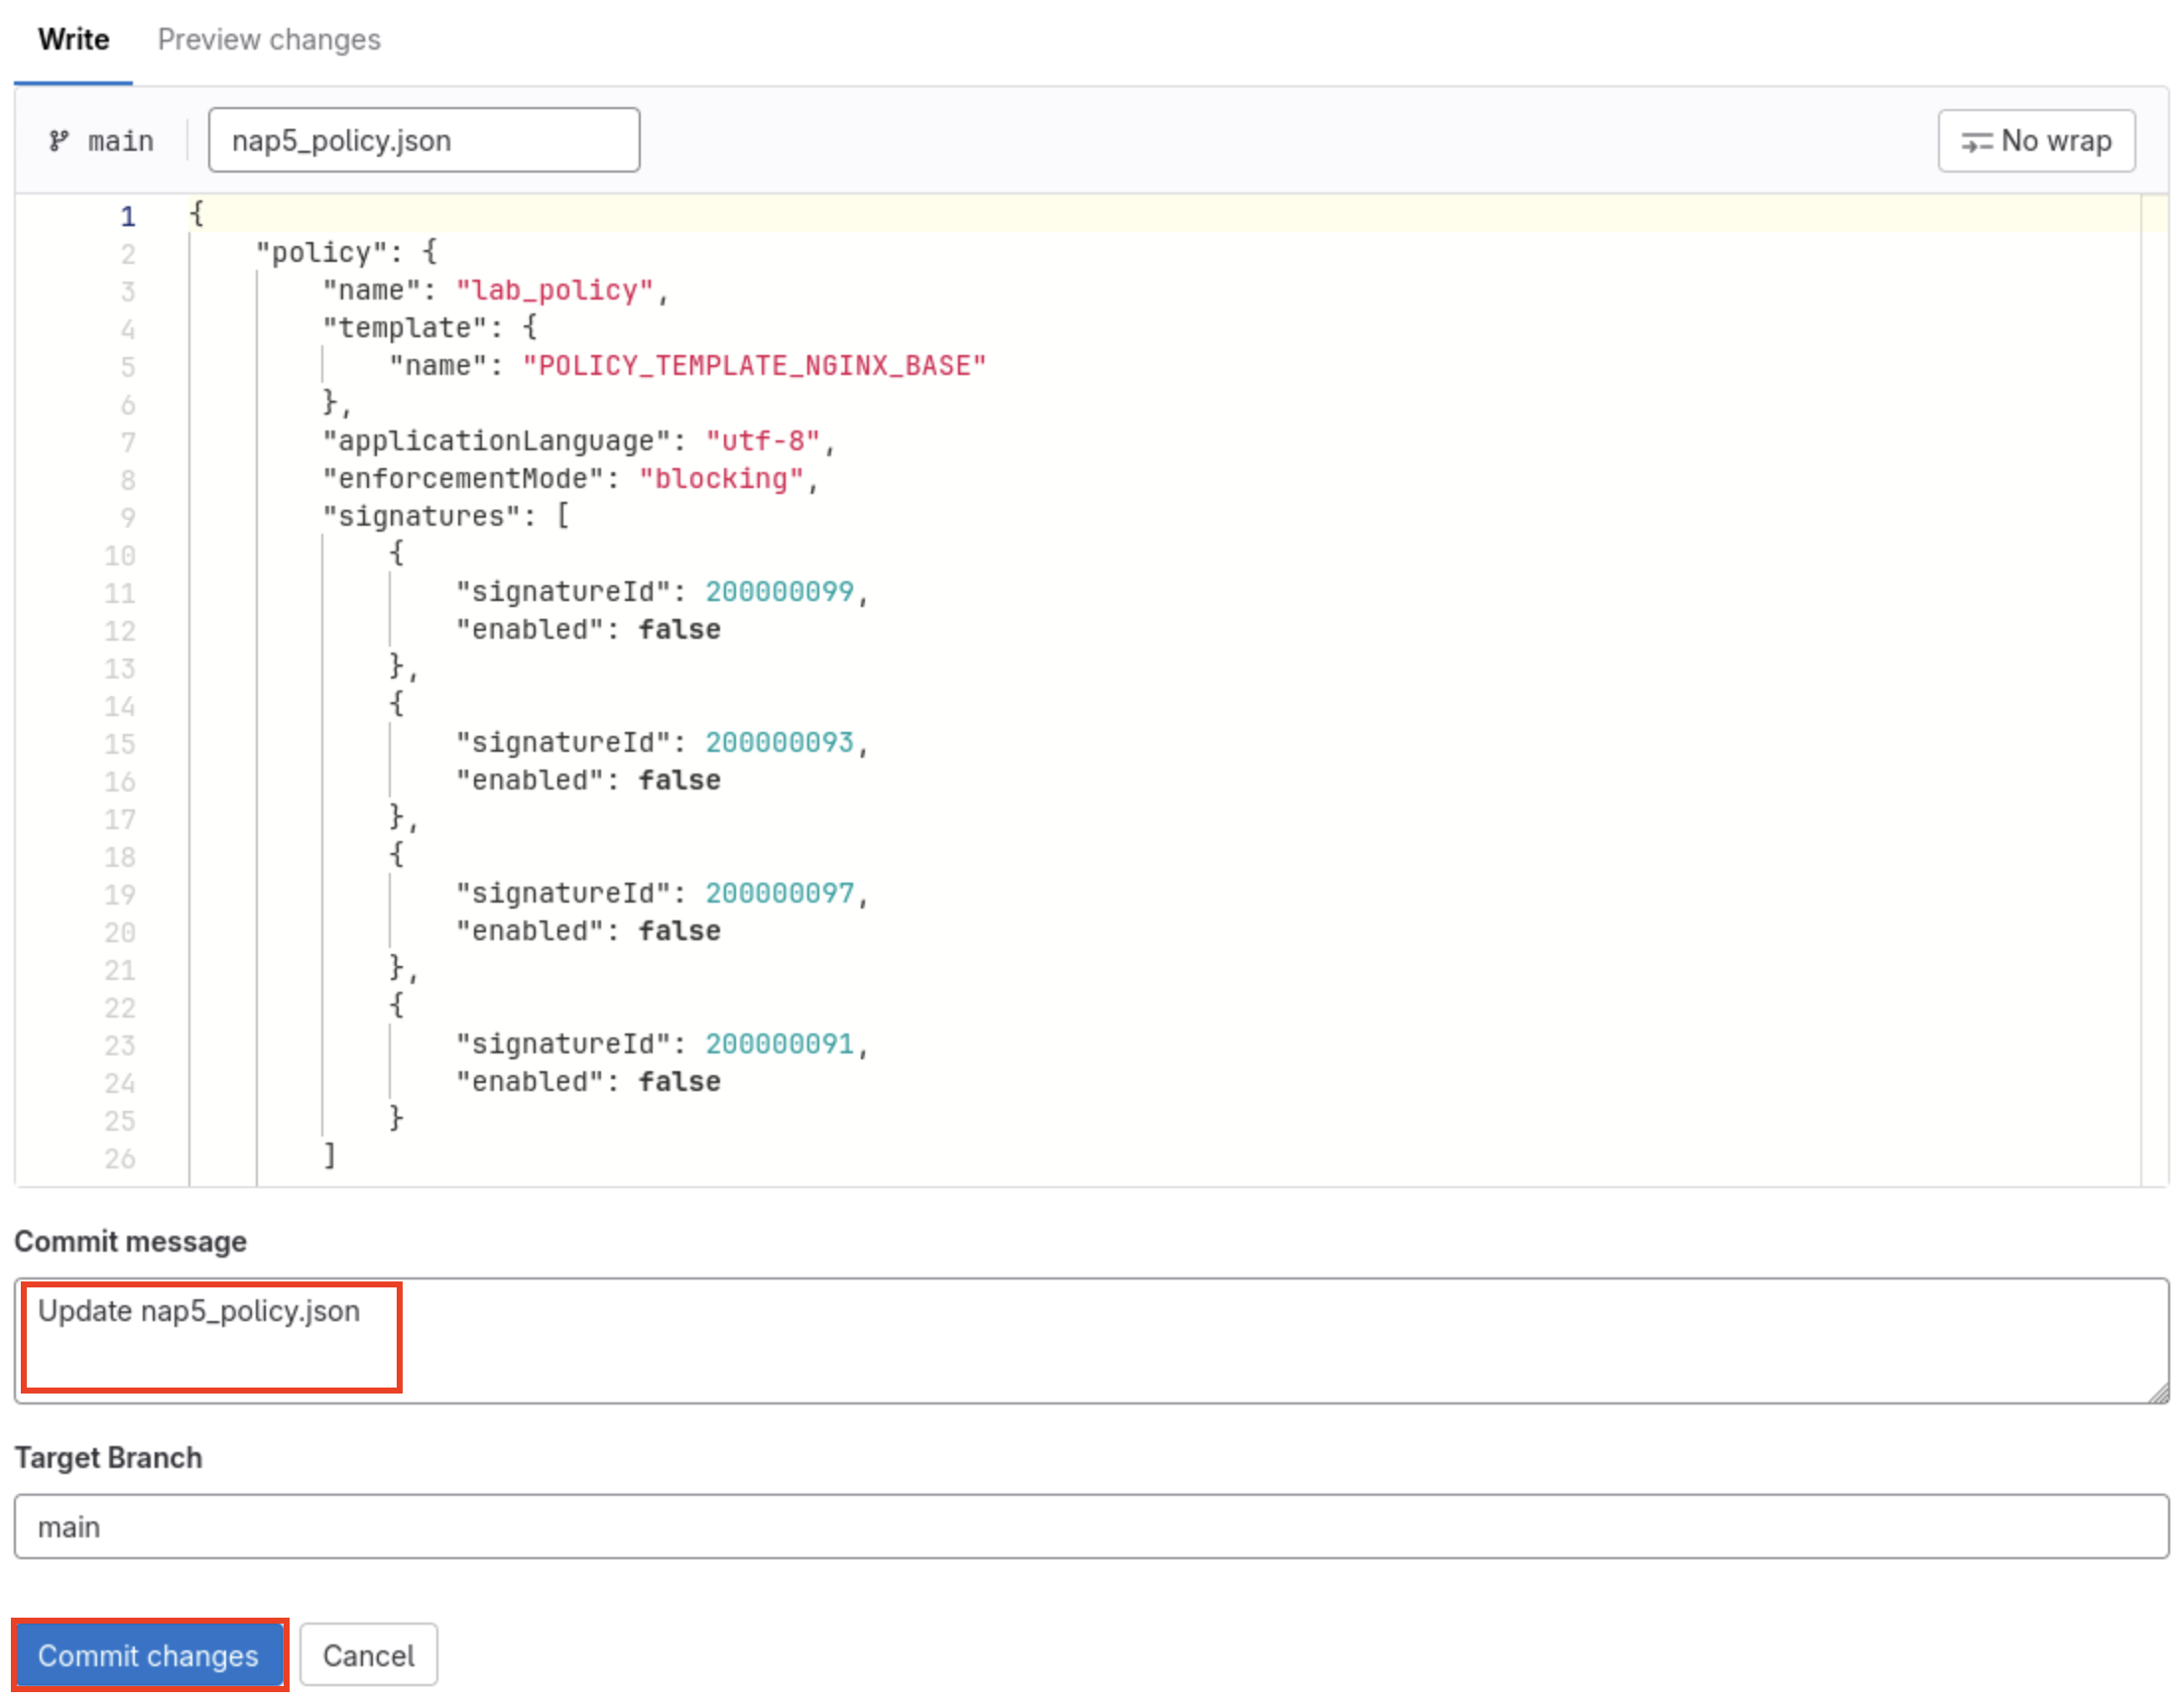 Write Preview changes
main nap5_policy.json No wrap
1 {
2 "policy": {
3 "name": "lab_policy",
4 "template": {
5 "name": "POLICY_TEMPLATE_NGINX_BASE"
6 },
7 "applicationLanguage": "utf-8",
8 "enforcementMode": "blocking",
9 "signatures": [
10 {
11 "signatureId": 200000099,
12 "enabled": false
13 },
14 {
15 "signatureId": 200000093,
16 "enabled": false
17 },
18 {
19 "signatureId": 200000097,
20 "enabled": false
21 },
22 {
23 "signatureId": 200000091,
24 "enabled": false
25 }
26 ]
Commit message
Update nap5_policy.json
Target Branch
main
Commit changes Cancel